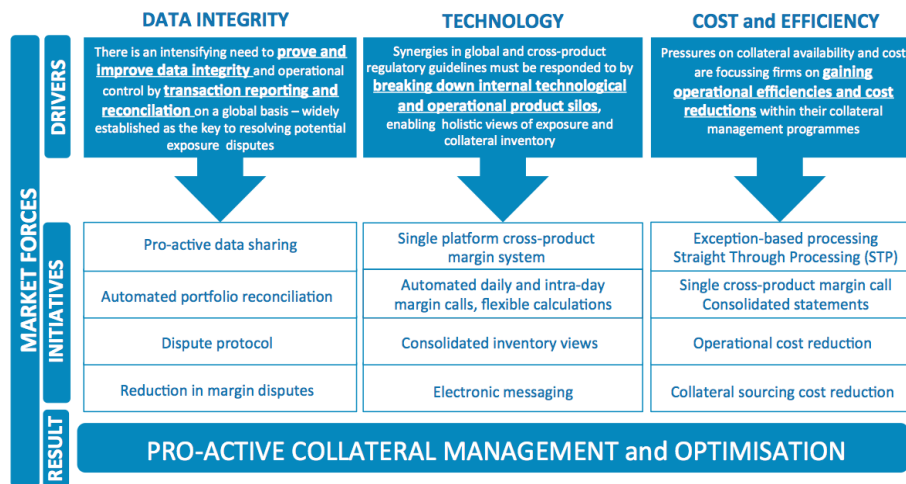 DATA INTEGRITY
TECHNOLOGY
COST and EFFICIENCY
MARKET FORCES
DRIVERS
There is an intensifying need to prove and
improve data integrity and operational
control by transaction reporting and
reconciliation on a global basis – widely
established as the key to resolving potential
exposure disputes
Synergies in global and cross-product
regulatory guidelines must be responded to by
breaking down internal technological
and operational product silos,
enabling holistic views of exposure and
collateral inventory
Pressures on collateral availability and cost
are focussing firms on gaining
operational efficiencies and cost
reductions within their collateral
management programmes
INITIATIVES
Pro-active data sharing
Single platform cross-product
margin system
Exception-based processing
Straight Through Processing (STP)
Automated portfolio reconciliation
Automated daily and intra-day
margin calls, flexible calculations
Single cross-product margin call
Consolidated statements
Dispute protocol
Consolidated inventory views
Operational cost reduction
Reduction in margin disputes
Electronic messaging
Collateral sourcing cost reduction
RESULT
PRO-ACTIVE COLLATERAL MANAGEMENT and OPTIMISATION